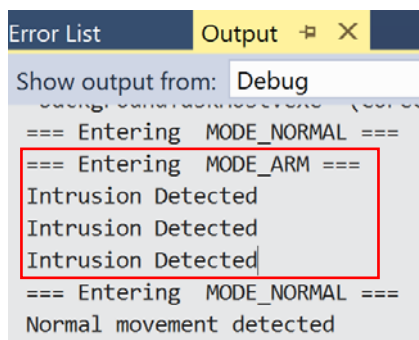 Error List
Output
Show output from: Debug
=== Entering MODE_NORMAL ===
=== Entering MODE_ARM ===
Intrusion Detected
Intrusion Detected
Intrusion Detected
=== Entering MODE_NORMAL ===
Normal movement detected